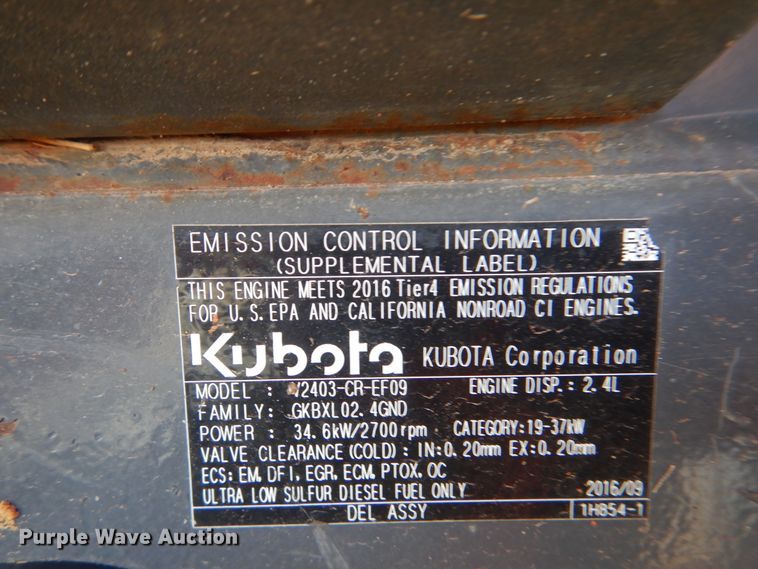 EMISSION CONTROL INFORMATION
(SUPPLEMENTAL LABEL)
THIS ENGINE MEETS 2016 Tier4 EMISSION REGULATIONS
FOR U.S.EPA AND CALIFORNIA NONROAD CI ENGINES.
Kubota KUBOTA Corporation
MODEL : V2403-CR-EF09 ENGINE DISP.: 2.4L
FAMILY : GKBXL02.4GND
POWER : 34.6kW/2700rpm CATEGORY:19-37kW
VALVE CLEARANCE(COLD): IN:0.20mm EX:0.20mm
ECS: EM, DFI, EGR, ECM, PTOX, OC
ULTRA LOW SULFUR DIESEL FUEL ONLY 2016/09
DEL ASSY 1H854-1
Purple Wave Auction